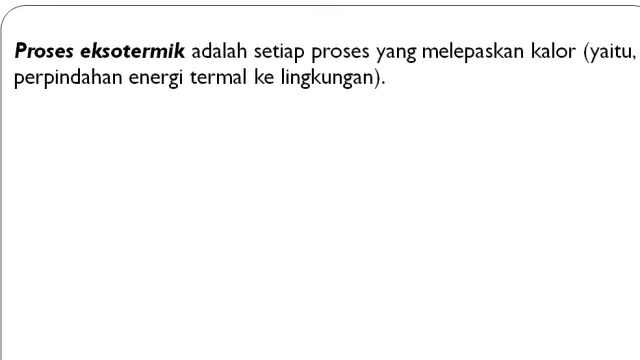 Proses eksotermik adalah setiap proses yang melepaskan kalor (yaitu,
perpindahan energi termal ke lingkungan).